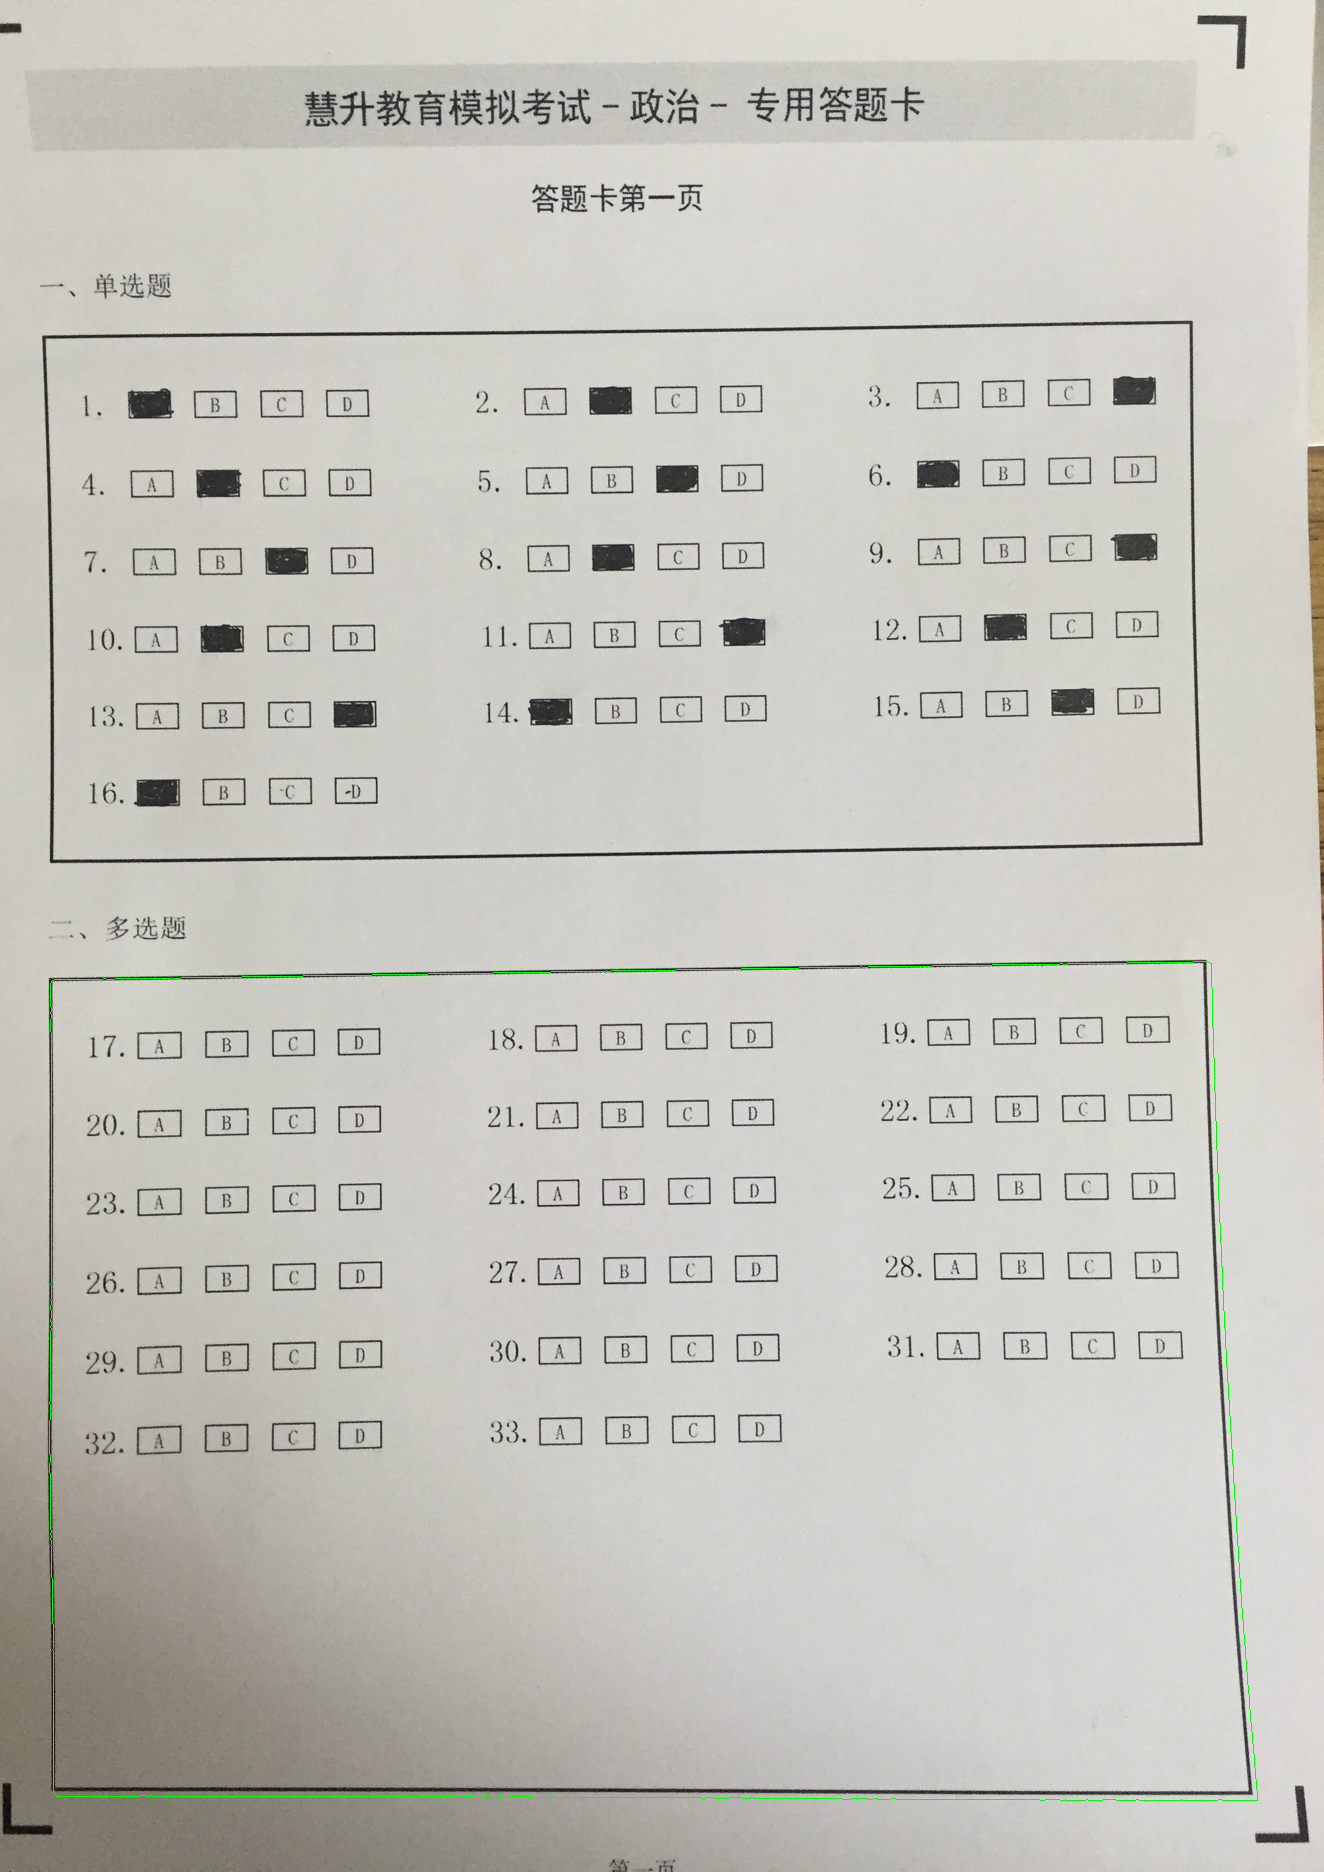 慧升教育模拟考试-政治- 专用答题卡
答题卡第一页
一、单选题
1. B C D 2. A C D 3. A B C
4. A C D 5. A B D 6. B C D
7. A B D 8. A C D 9. A B C
10. A C D 11. A B C 12. A C D
13. A B C 14. B C D 15. A B D
16. B C D
二、多选题
17. A B C D 18. A B C D 19. A B C D
20. A B C D 21. A B C D 22. A B C D
23. A B C D 24. A B C D 25. A B C D
26. A B C D 27. A B C D 28. A B C D
29. A B C D 30. A B C D 31. A B C D
32. A B C D 33. A B C D
第一页